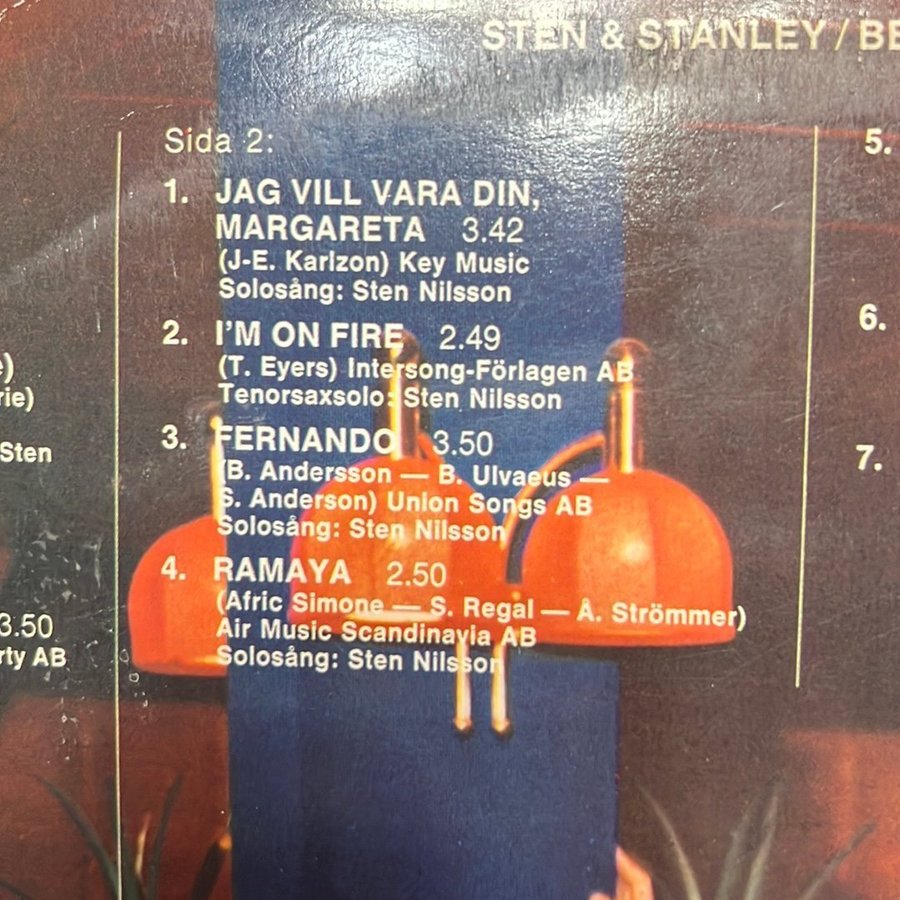 STEN & STANLEY / BE
Sida 2:
1. JAG VILL VARA DIN,
MARGARETA 3.42
(J-E. Karlzon) Key Music
Solosång: Sten Nilsson
2. I'M ON FIRE 2.49
(T. Eyers) Intersong-Förlagen AB
Tenorsaxsolo: Sten Nilsson
3. FERNANDO 3.50
(B. Andersson — B. Ulvaeus —
S. Anderson) Union Songs AB
Solosång: Sten Nilsson
4. RAMAYA 2.50
(Afric Simone — S. Regal — Å. Strömmer)
Air Music Scandinavia AB
Solosång: Sten Nilsson
e)
rie)
Sten
3.50
rty AB
5.
6.
7.